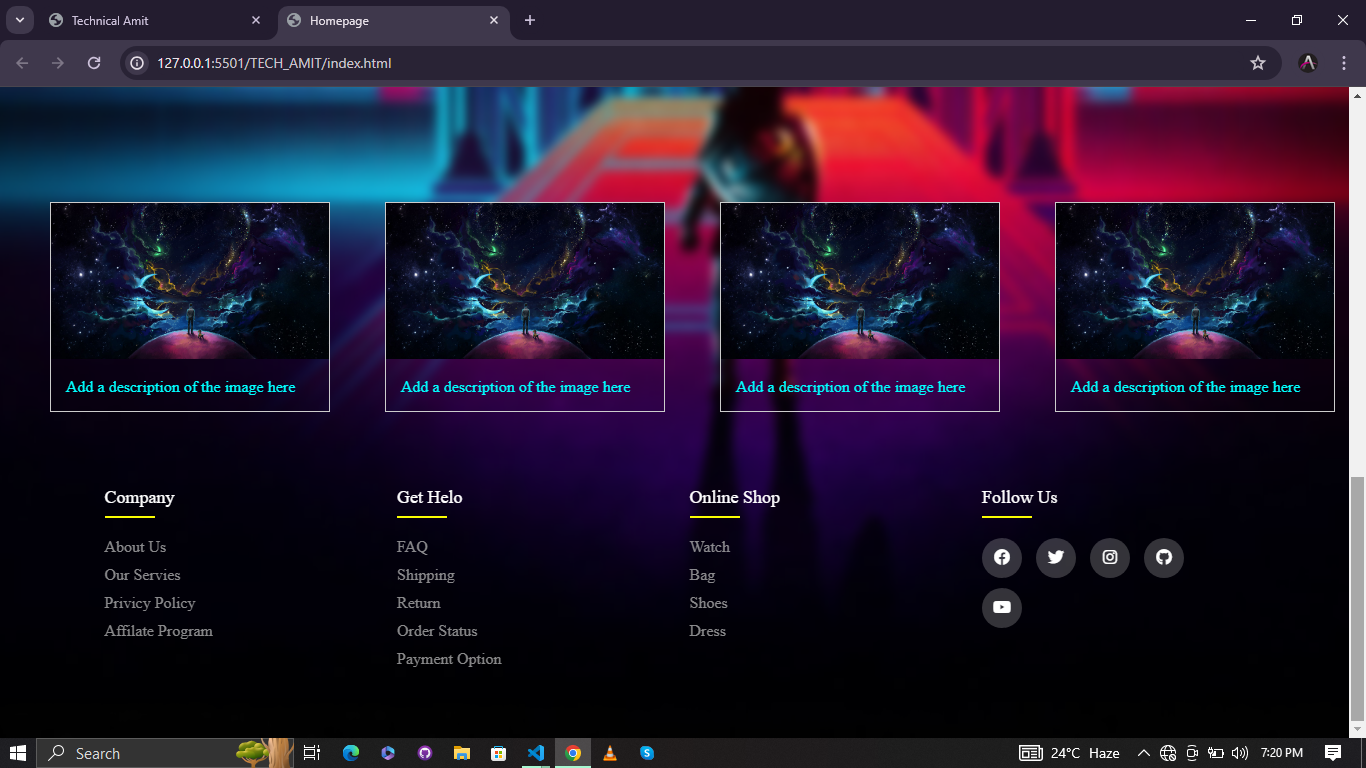 Technical Amit
Homepage
127.0.0.1:5501/TECH_AMIT/index.html
Add a description of the image here
Add a description of the image here
Add a description of the image here
Add a description of the image here
Company
About Us
Our Servies
Privicy Policy
Affilate Program
Get Helo
FAQ
Shipping
Return
Order Status
Payment Option
Online Shop
Watch
Bag
Shoes
Dress
Follow Us
Search
24°C Haze
7:20 PM